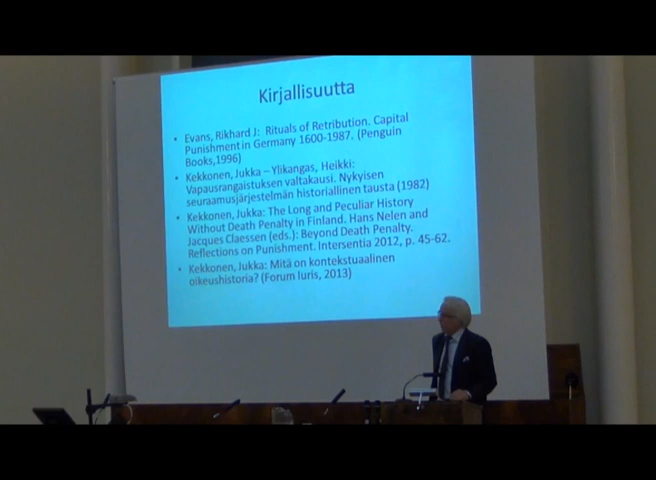 Kirjallisuutta
• Evans, Rikhard J: Rituals of Retribution. Capital
Punishment in Germany 1600-1987. (Penguin
Books,1996)
• Kekkonen, Jukka – Ylikangas, Heikki:
Vapausrangaistuksen valtakausi. Nykyisen
seuraamusjärjestelmän historiallinen tausta (1982)
• Kekkonen, Jukka: The Long and Peculiar History
Without Death Penalty in Finland. Hans Nelen and
Jacques Claessen (eds.): Beyond Death Penalty.
Reflections on Punishment. Intersentia 2012, p. 45-62.
• Kekkonen, Jukka: Mitä on kontekstuaalinen
oikeushistoria? (Forum Iuris, 2013)